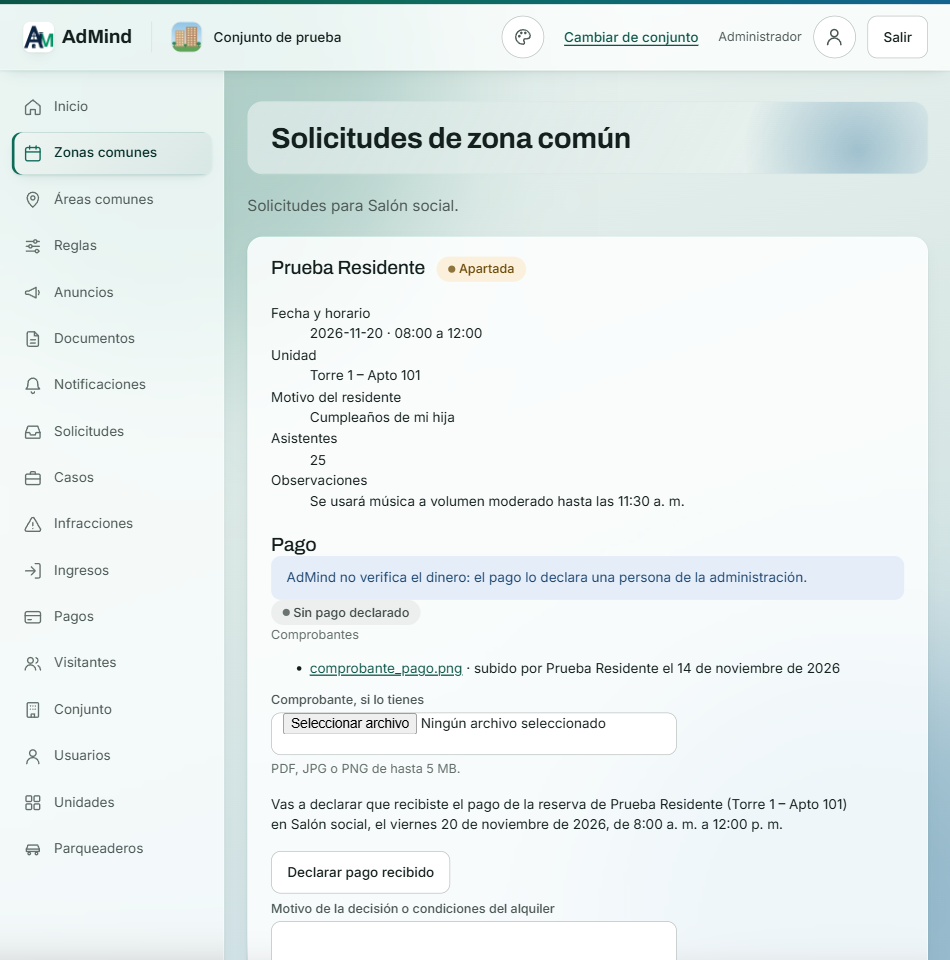 AM AdMind
Conjunto de prueba
Cambiar de conjunto
Administrador
Salir
Inicio
Zonas comunes
Áreas comunes
Reglas
Anuncios
Documentos
Notificaciones
Solicitudes
Casos
Infracciones
Ingresos
Pagos
Visitantes
Conjunto
Usuarios
Unidades
Parqueaderos
Solicitudes de zona común
Solicitudes para Salón social.
Prueba Residente
Apartada
Fecha y horario
2026-11-20 · 08:00 a 12:00
Unidad
Torre 1 – Apto 101
Motivo del residente
Cumpleaños de mi hija
Asistentes
25
Observaciones
Se usará música a volumen moderado hasta las 11:30 a. m.
Pago
AdMind no verifica el dinero: el pago lo declara una persona de la administración.
Sin pago declarado
Comprobantes
• comprobante_pago.png · subido por Prueba Residente el 14 de noviembre de 2026
Comprobante, si lo tienes
Seleccionar archivo Ningún archivo seleccionado
PDF, JPG o PNG de hasta 5 MB.
Vas a declarar que recibiste el pago de la reserva de Prueba Residente (Torre 1 – Apto 101)
en Salón social, el viernes 20 de noviembre de 2026, de 8:00 a. m. a 12:00 p. m.
Declarar pago recibido
Motivo de la decisión o condiciones del alquiler